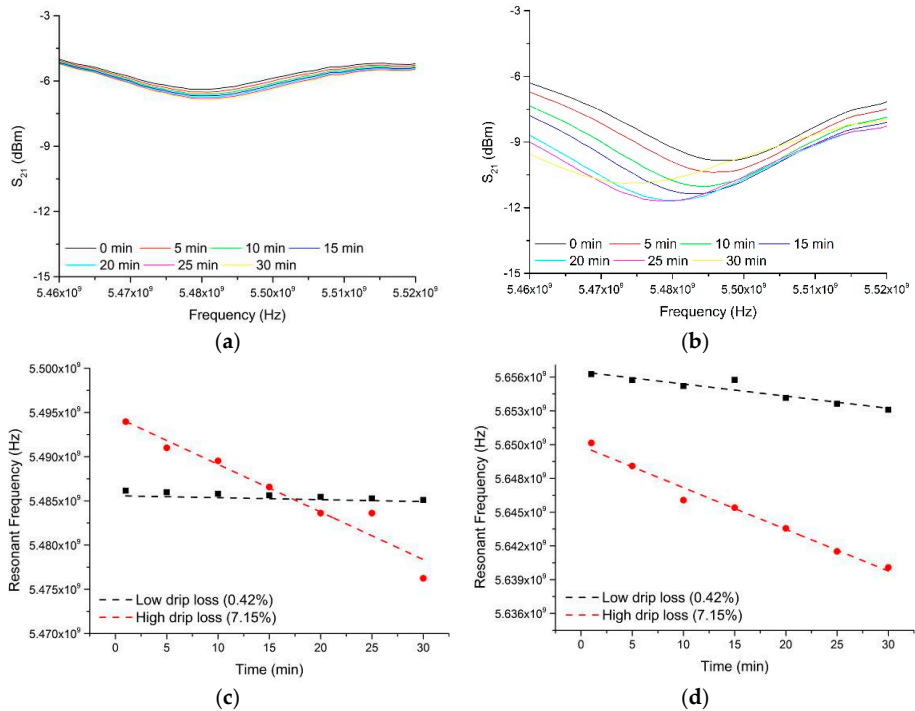 (a)
-3
-6
-9
-12
-15
S21 (dBm)
0 min 5 min 10 min 15 min
20 min 25 min 30 min
5.46x10⁹ 5.47x10⁹ 5.48x10⁹ 5.50x10⁹ 5.51x10⁹ 5.52x10⁹
Frequency (Hz)
(a)
b)
-3
-6
-9
-12
-15
S21 (dBm)
0 min 5 min 10 min 15 min
20 min 25 min 30 min
5.46x10⁹ 5.47x10⁹ 5.48x10⁹ 5.50x10⁹ 5.51x10⁹ 5.52x10⁹
Frequency (Hz)
(b)
5.500x10⁹
5.495x10⁹
5.490x10⁹
5.485x10⁹
5.480x10⁹
5.475x10⁹
5.470x10⁹
Resonant Frequency (Hz)
Low drip loss (0.42%)
High drip loss (7.15%)
0 5 10 15 20 25 30
Time (min)
(c)
5.656x10⁹
5.653x10⁹
5.650x10⁹
5.648x10⁹
5.645x10⁹
5.642x10⁹
5.639x10⁹
5.636x10⁹
Resonant Frequency (Hz)
Low drip loss (0.42%)
High drip loss (7.15%)
0 5 10 15 20 25 30
Time (min)
(d)